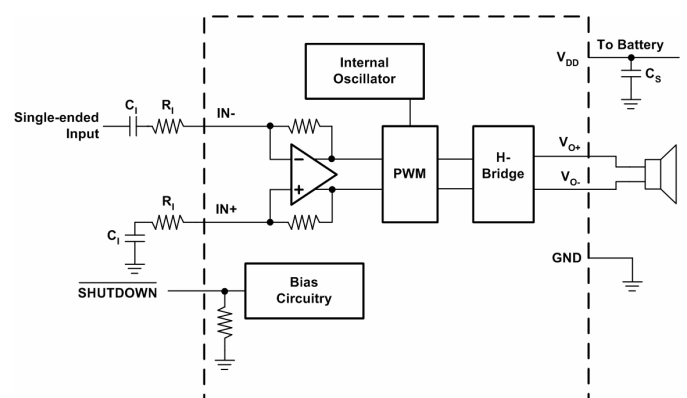 To Battery
V_DD
C_S
Internal
Oscillator
C_I
R_I
IN-
Single-ended
Input
−
+
PWM
H-
Bridge
V_O+
V_O-
R_I
IN+
C_I
GND
SHUTDOWN
Bias
Circuitry